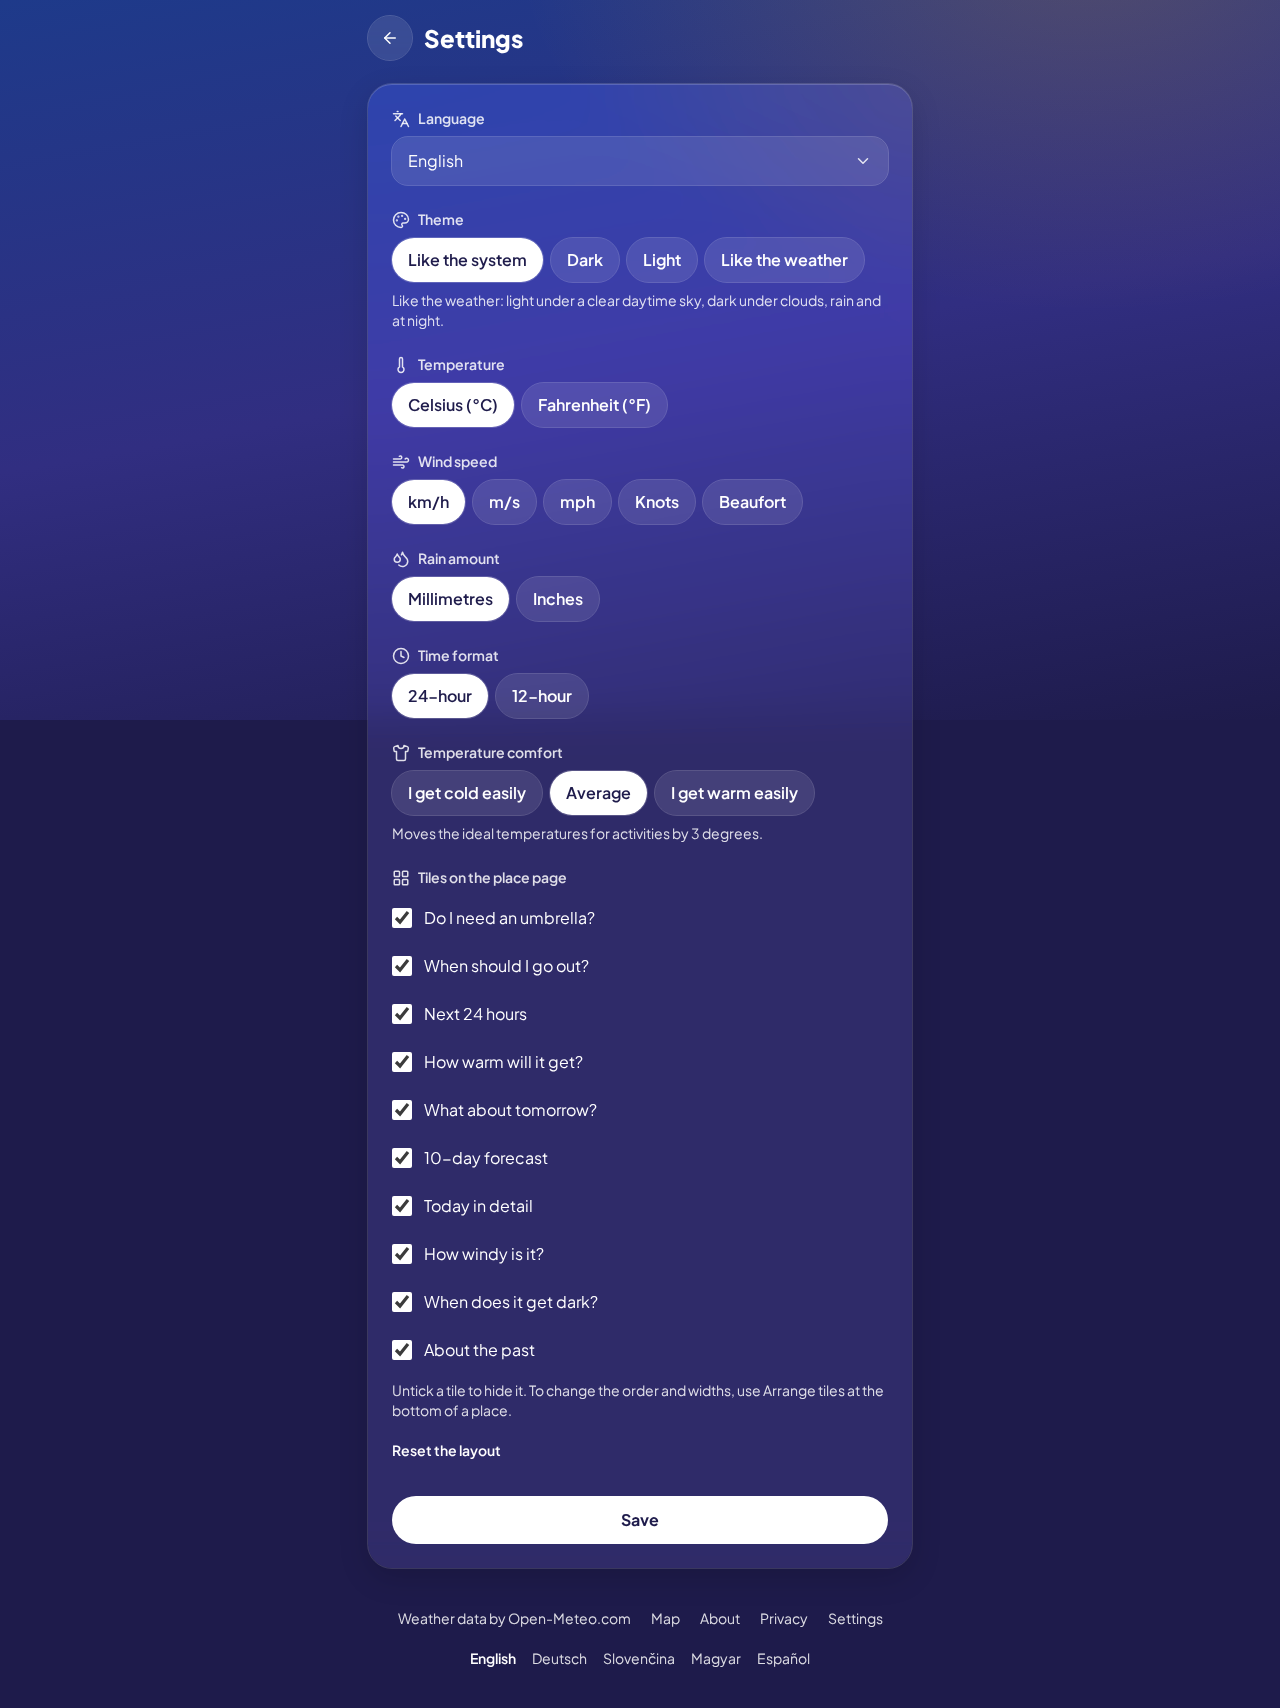 Settings
Language
English
Theme
Like the system
Dark
Light
Like the weather
Like the weather: light under a clear daytime sky, dark under clouds, rain and
at night.
Temperature
Celsius (°C)
Fahrenheit (°F)
Wind speed
km/h
m/s
mph
Knots
Beaufort
Rain amount
Millimetres
Inches
Time format
24-hour
12-hour
Temperature comfort
I get cold easily
Average
I get warm easily
Moves the ideal temperatures for activities by 3 degrees.
Tiles on the place page
Do I need an umbrella?
When should I go out?
Next 24 hours
How warm will it get?
What about tomorrow?
10-day forecast
Today in detail
How windy is it?
When does it get dark?
About the past
Untick a tile to hide it. To change the order and widths, use Arrange tiles at the
bottom of a place.
Reset the layout
Save
Weather data by Open-Meteo.com Map About Privacy Settings
English Deutsch Slovenčina Magyar Español